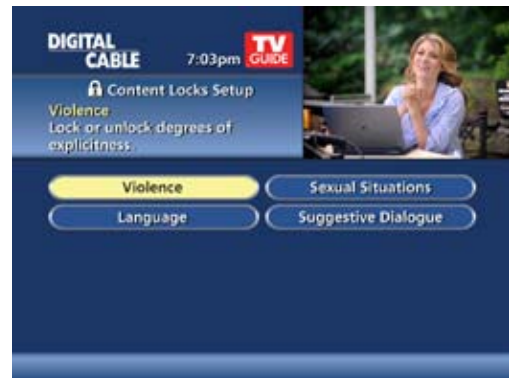 DIGITAL
CABLE
7:03pm
TV
GUIDE
Content Locks Setup
Violence
Lock or unlock degrees of
explicitness.
Violence
Sexual Situations
Language
Suggestive Dialogue